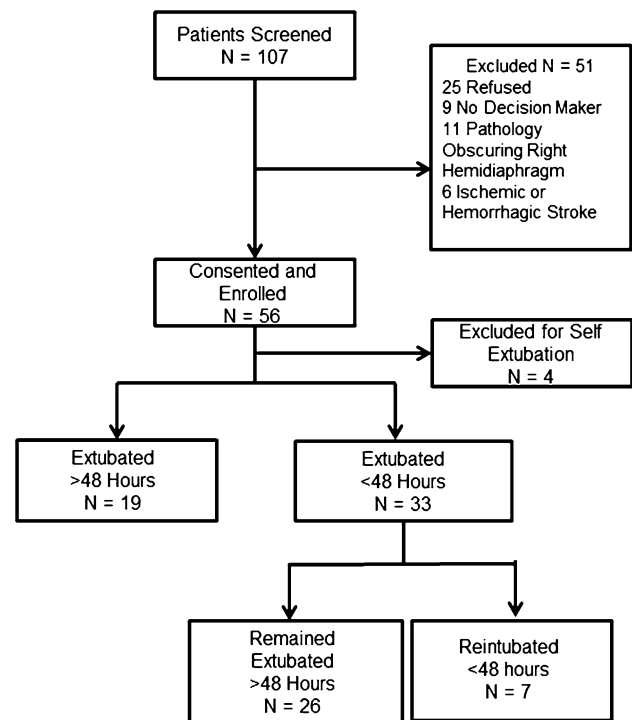 Patients Screened
N = 107
Excluded N = 51
25 Refused
9 No Decision Maker
11 Pathology
Obscuring Right
Hemidiaphragm
6 Ischemic or
Hemorrhagic Stroke
Consented and
Enrolled
N = 56
Excluded for Self
Extubation
N = 4
Extubated
>48 Hours
N = 19
Extubated
<48 Hours
N = 33
Remained
Extubated
>48 Hours
N = 26
Reintubated
<48 hours
N = 7